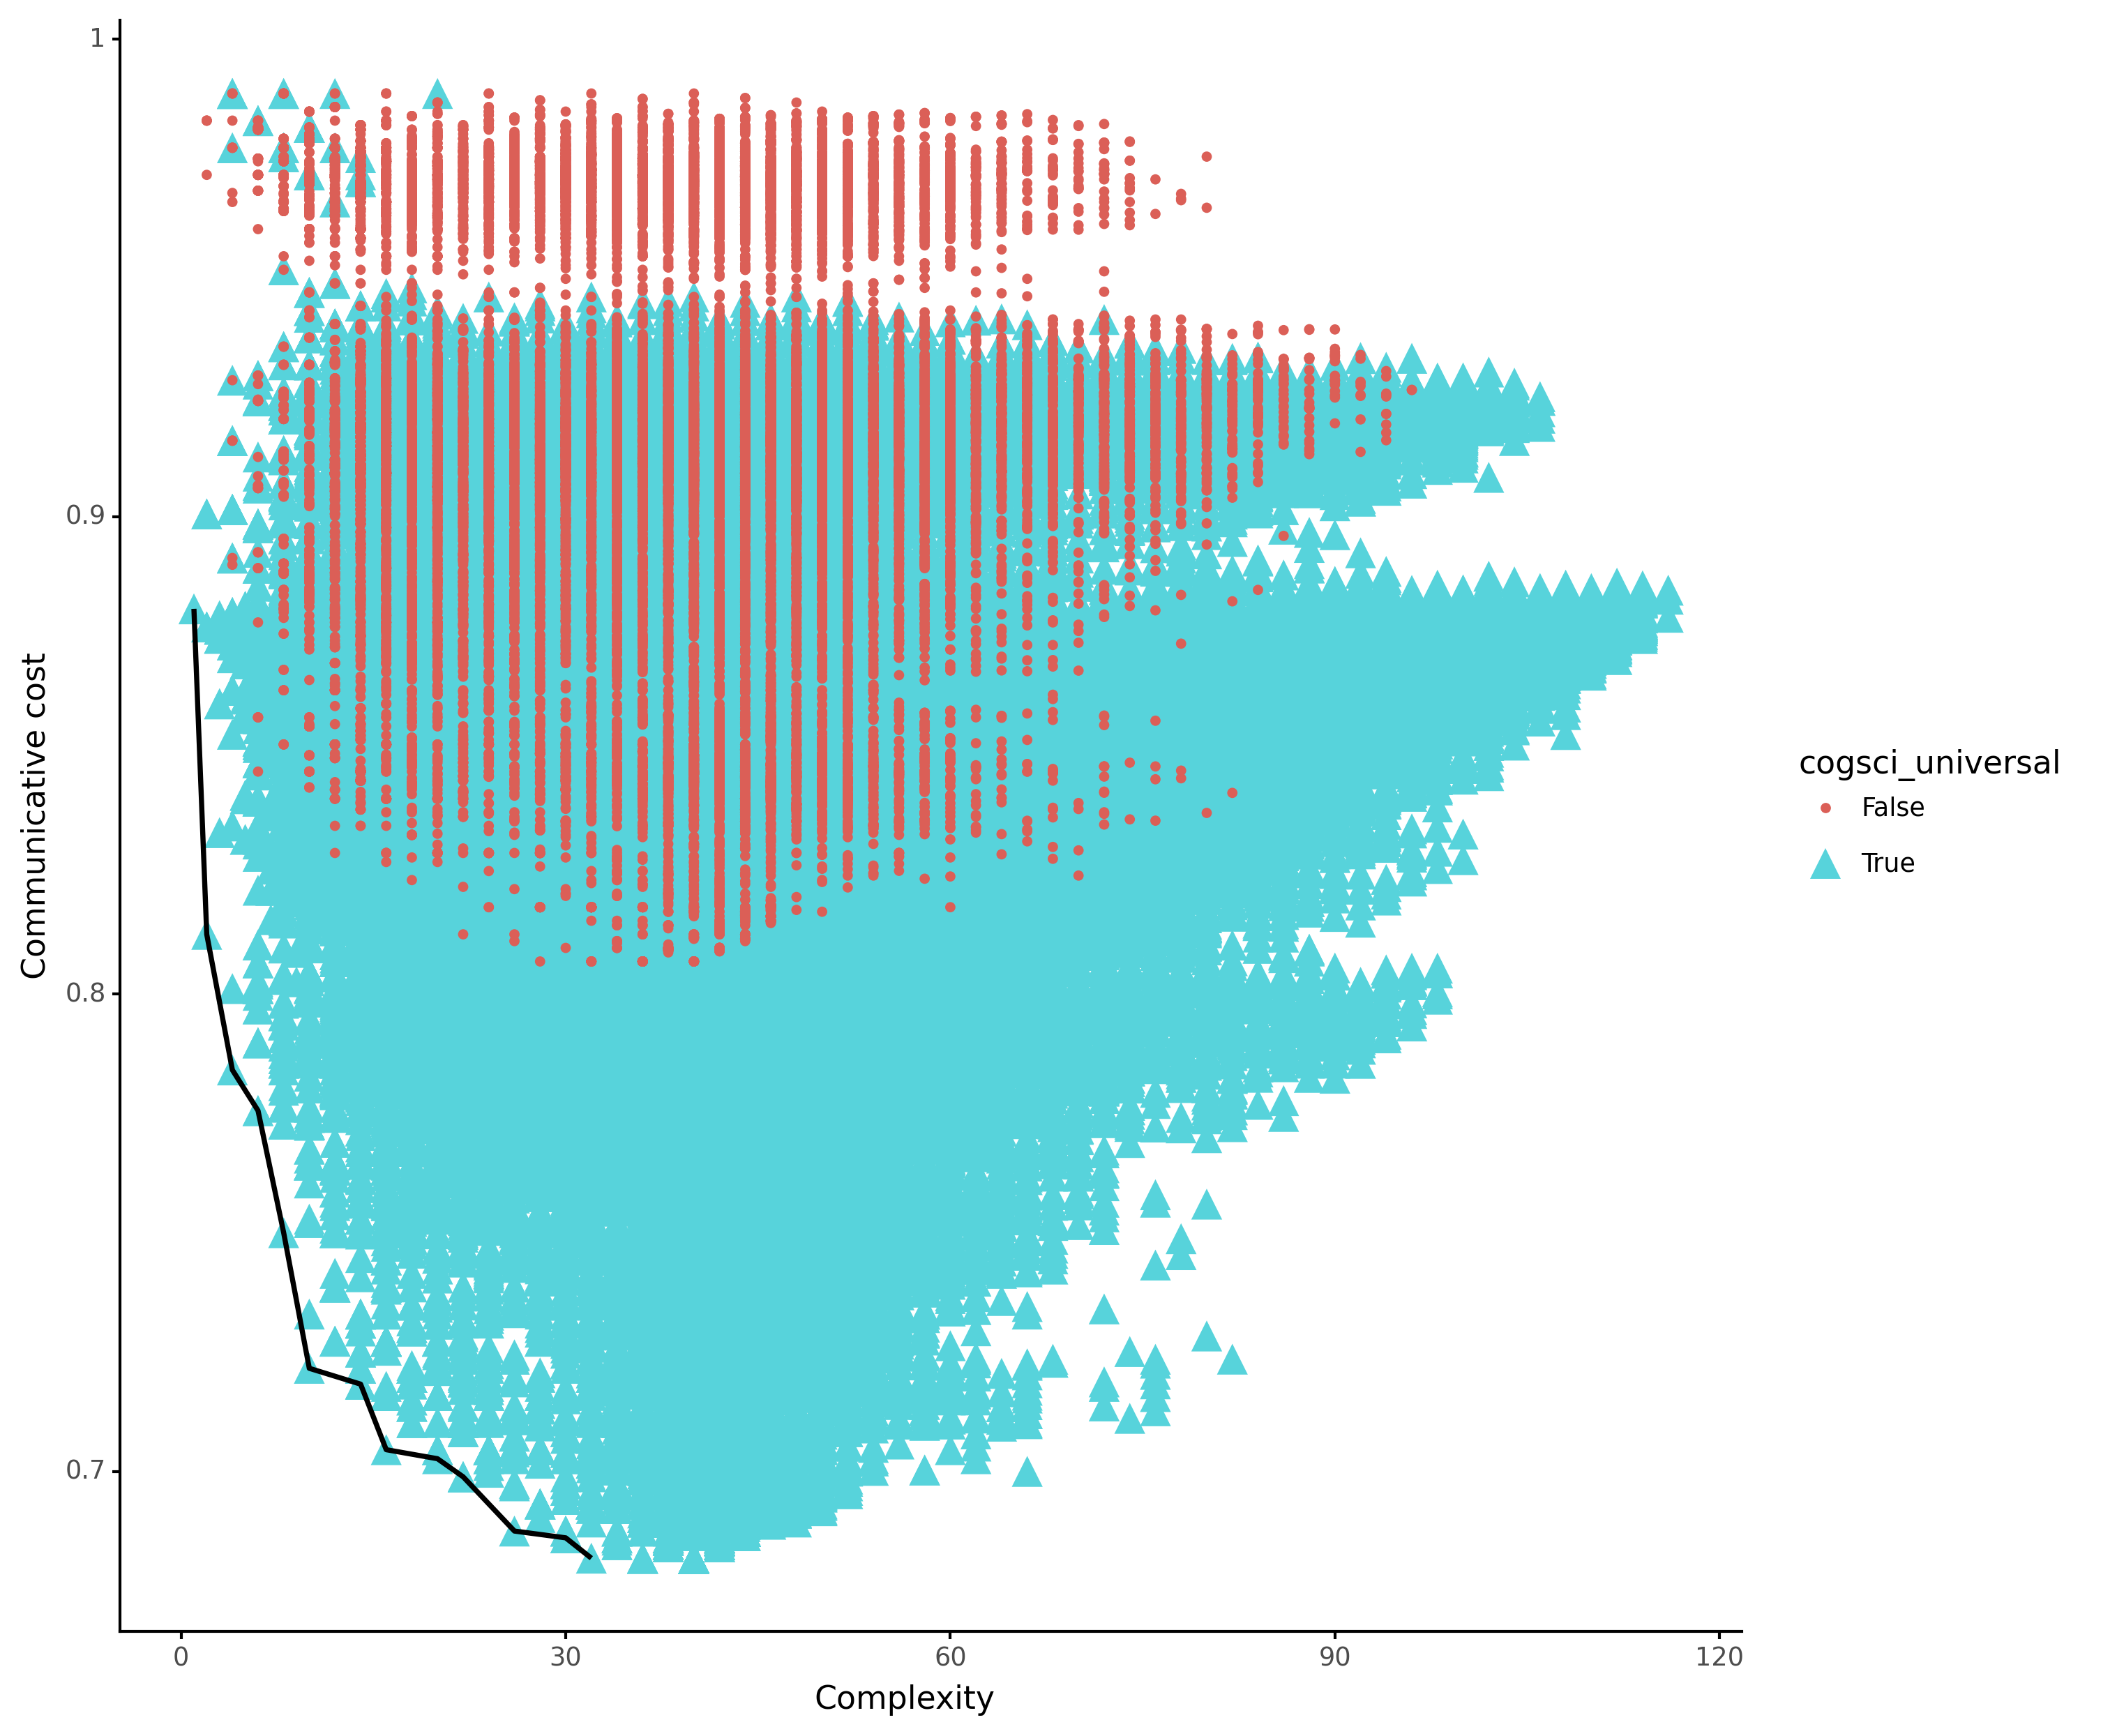 1
0.9
0.8
0.7
Communicative cost
0
30
60
90
120
Complexity
cogsci_universal
False
True